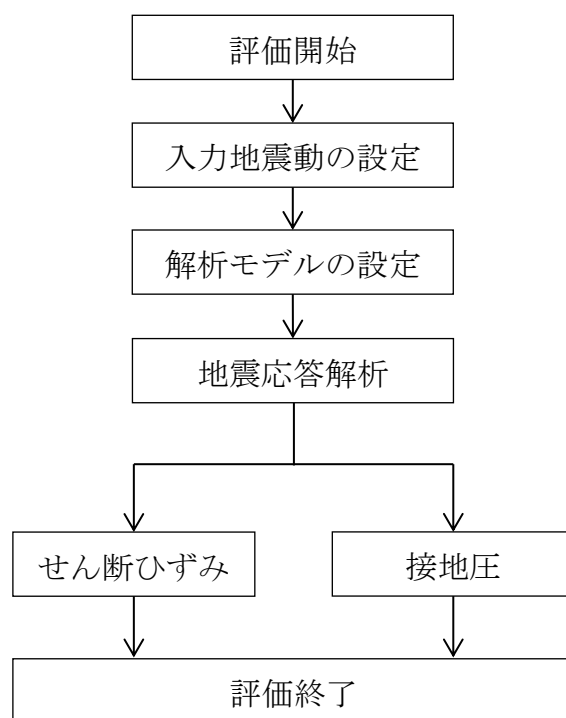 評価開始
入力地震動の設定
解析モデルの設定
地震応答解析
せん断ひずみ
接地圧
評価終了